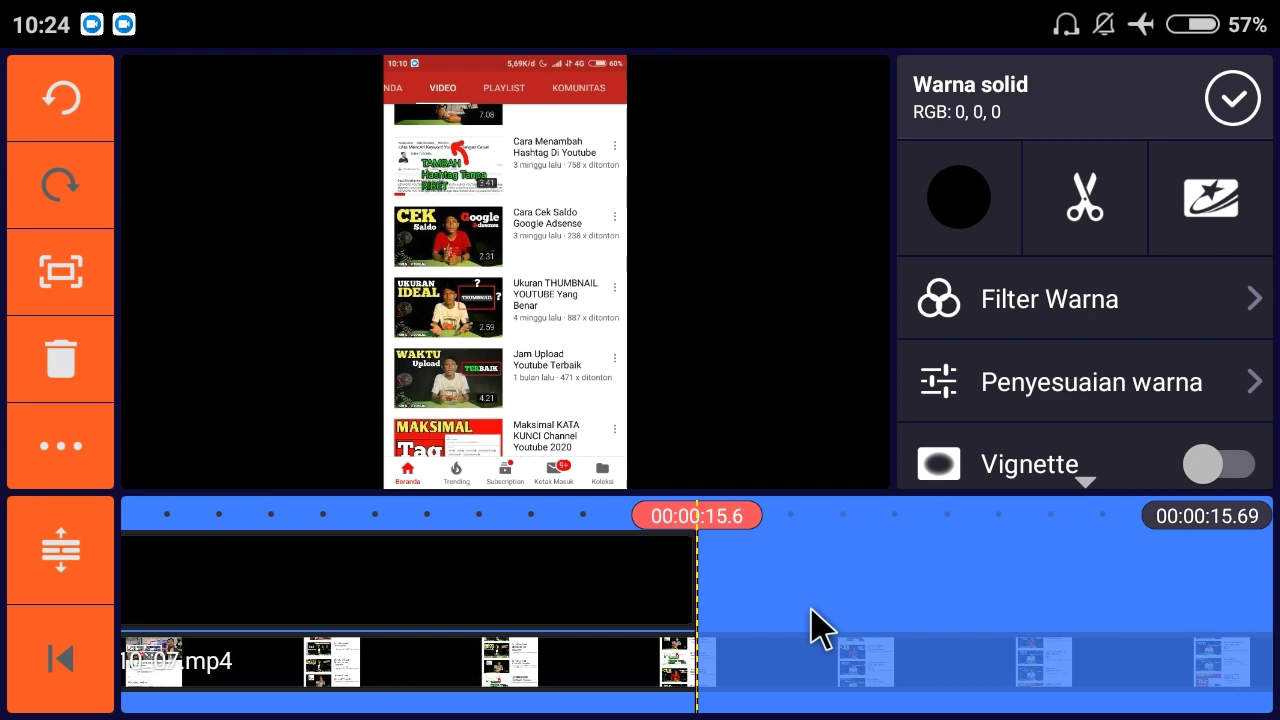 10:24
57%
10:10
5,69K/d
4G
60%
NDA VIDEO PLAYLIST KOMUNITAS
7.08
TAMBAH
Hashtag Tanpa
RIBET
3:41
Cara Menambah
Hashtag Di Youtube
3 minggu lalu · 758 x ditonton
CEK
Saldo
Google
Adsense
2.31
Cara Cek Saldo
Google Adsense
3 minggu lalu · 238 x ditonton
UKURAN
IDEAL
?
THUMBNAIL
?
2:59
Ukuran THUMBNAIL
YOUTUBE Yang
Benar
4 minggu lalu · 887 x ditonton
WAKTU
Upload
TERBAIK
4.21
Jam Upload
Youtube Terbaik
1 bulan lalu · 471 x ditonton
MAKSIMAL
Tag
Maksimal KATA
KUNCI Channel
Youtube 2020
9+
Beranda Trending Subscription Kotak Masuk Koleksi
Warna solid
RGB: 0, 0, 0
Filter Warna
Penyesuaian warna
Vignette
00:00:15.6
00:00:15.69